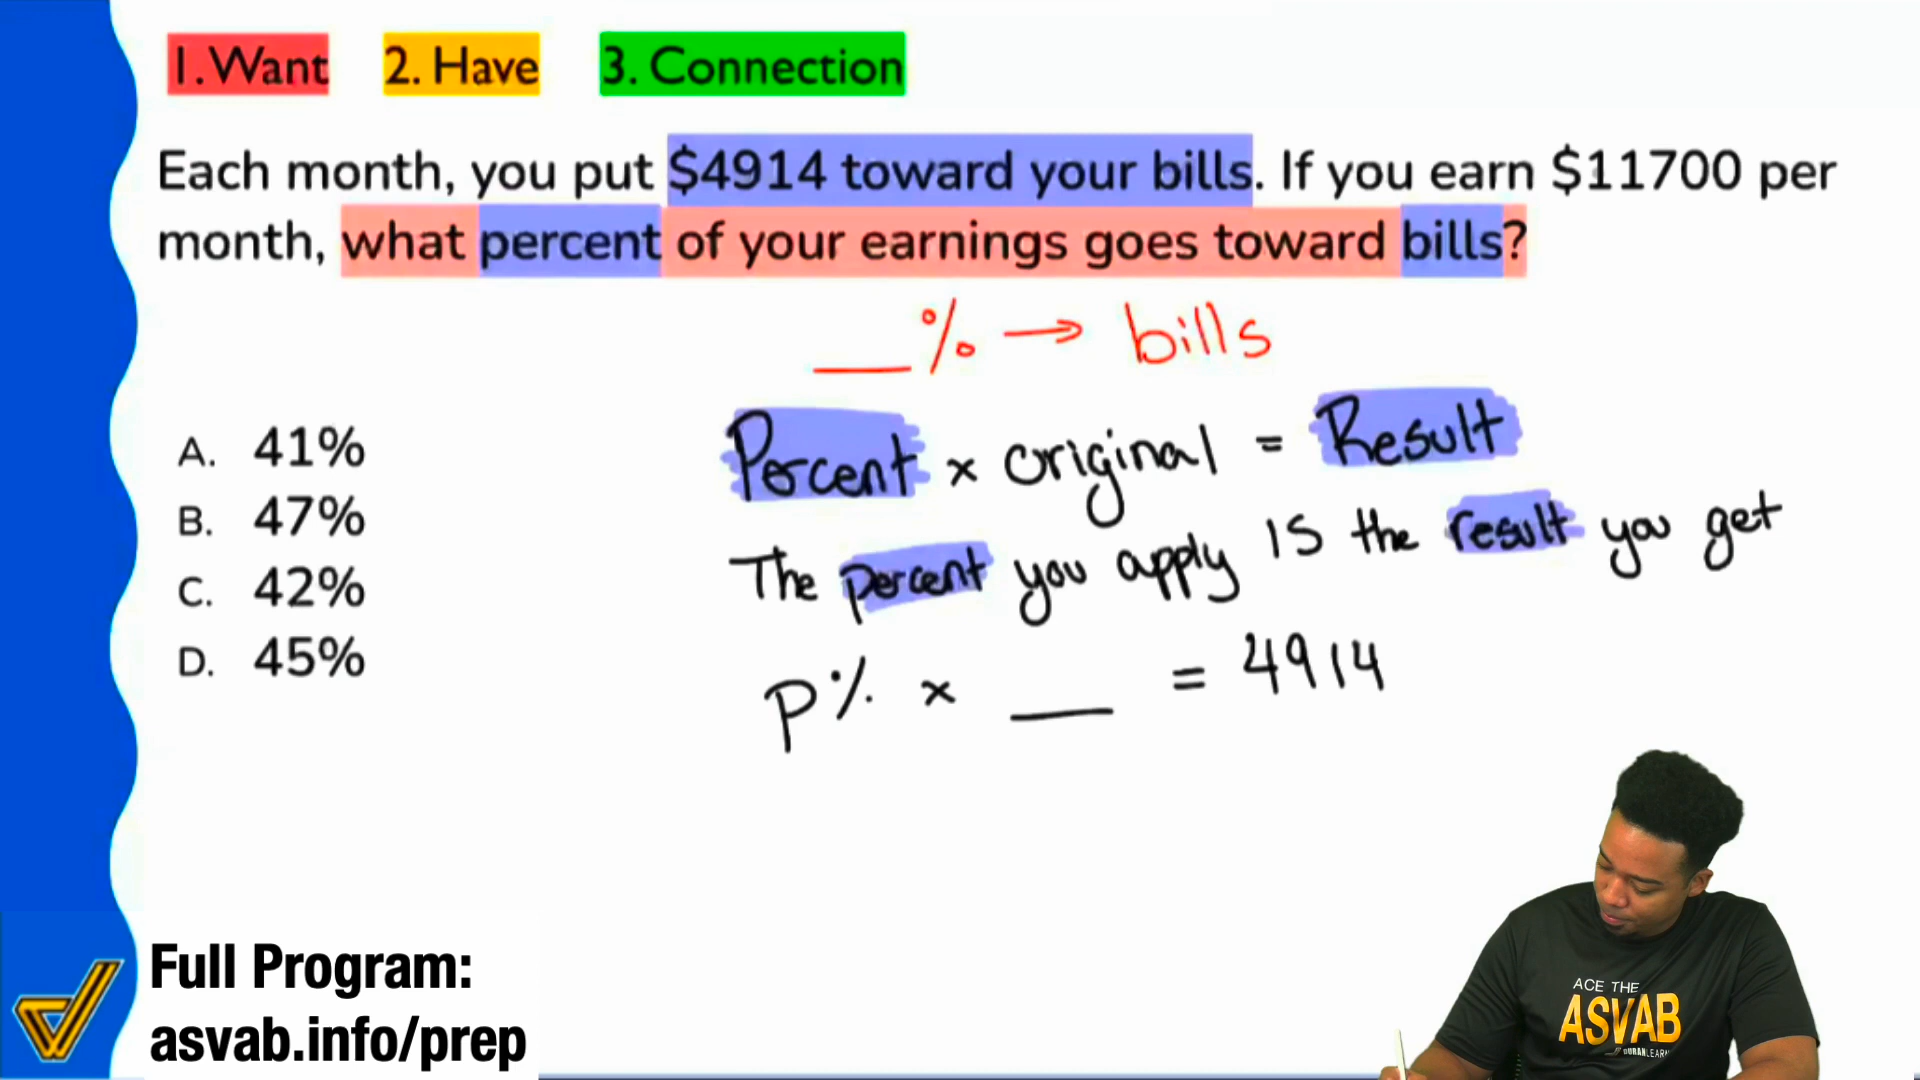 1. Want 2. Have 3. Connection
Each month, you put $4914 toward your bills. If you earn $11700 per
month, what percent of your earnings goes toward bills?
__% → bills
Percent × original = Result
The percent you apply is the result you get
P% × __ = 4914
A. 41%
B. 47%
C. 42%
D. 45%
Full Program:
asvab.info/prep
ACE THE
ASVAB